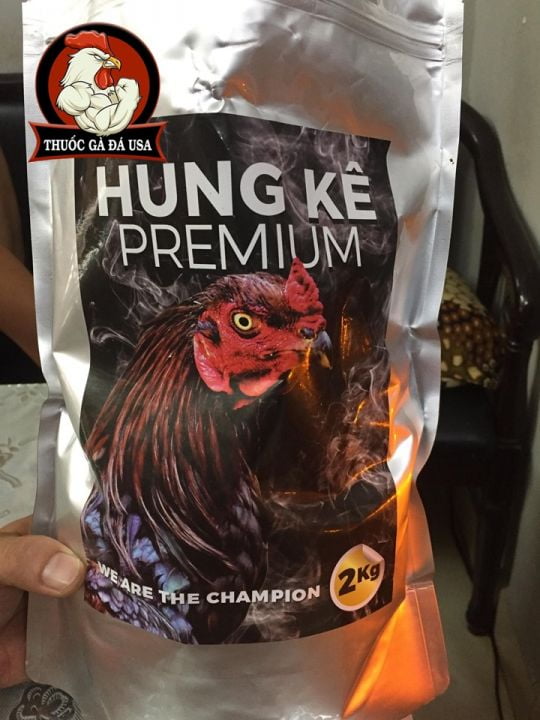 THUỐC GÀ ĐÁ USA
HUNG KÊ
PREMIUM
WE ARE THE CHAMPION
2Kg